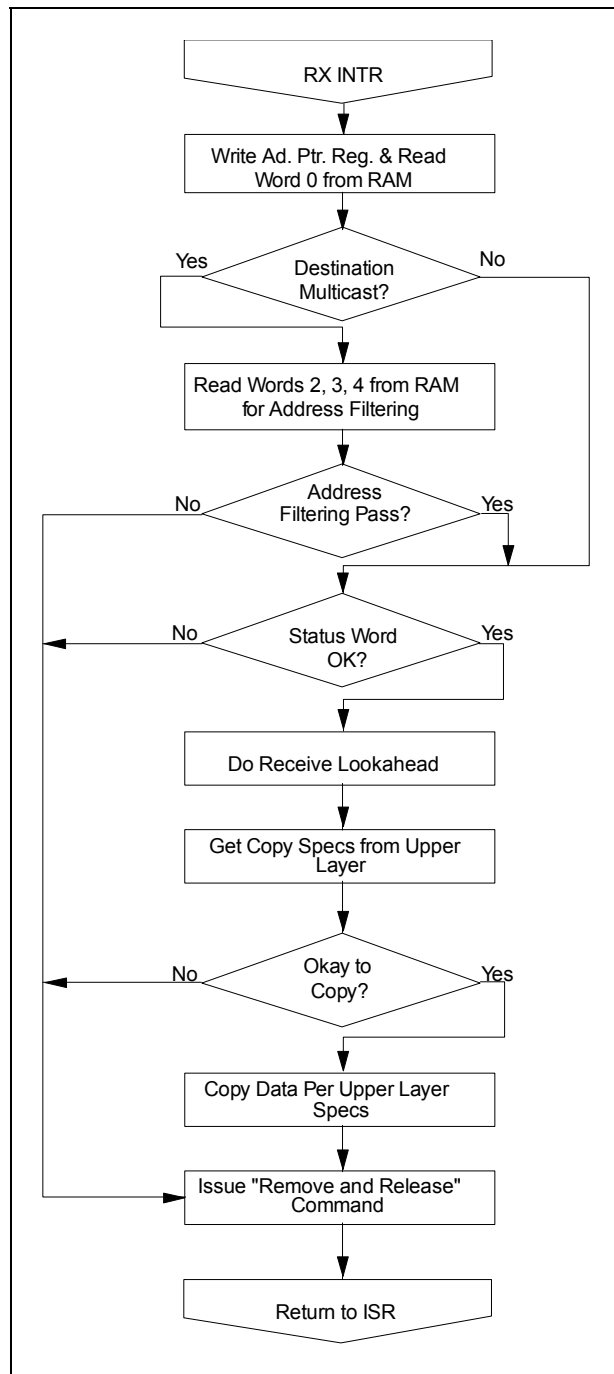 RX INTR
Write Ad. Ptr. Reg. & Read
Word 0 from RAM
Yes
No
Destination
Multicast?
Read Words 2, 3, 4 from RAM
for Address Filtering
No
Address
Filtering Pass?
Yes
No
Status Word
OK?
Yes
Do Receive Lookahead
Get Copy Specs from Upper
Layer
No
Okay to
Copy?
Yes
Copy Data Per Upper Layer
Specs
Issue "Remove and Release"
Command
Return to ISR